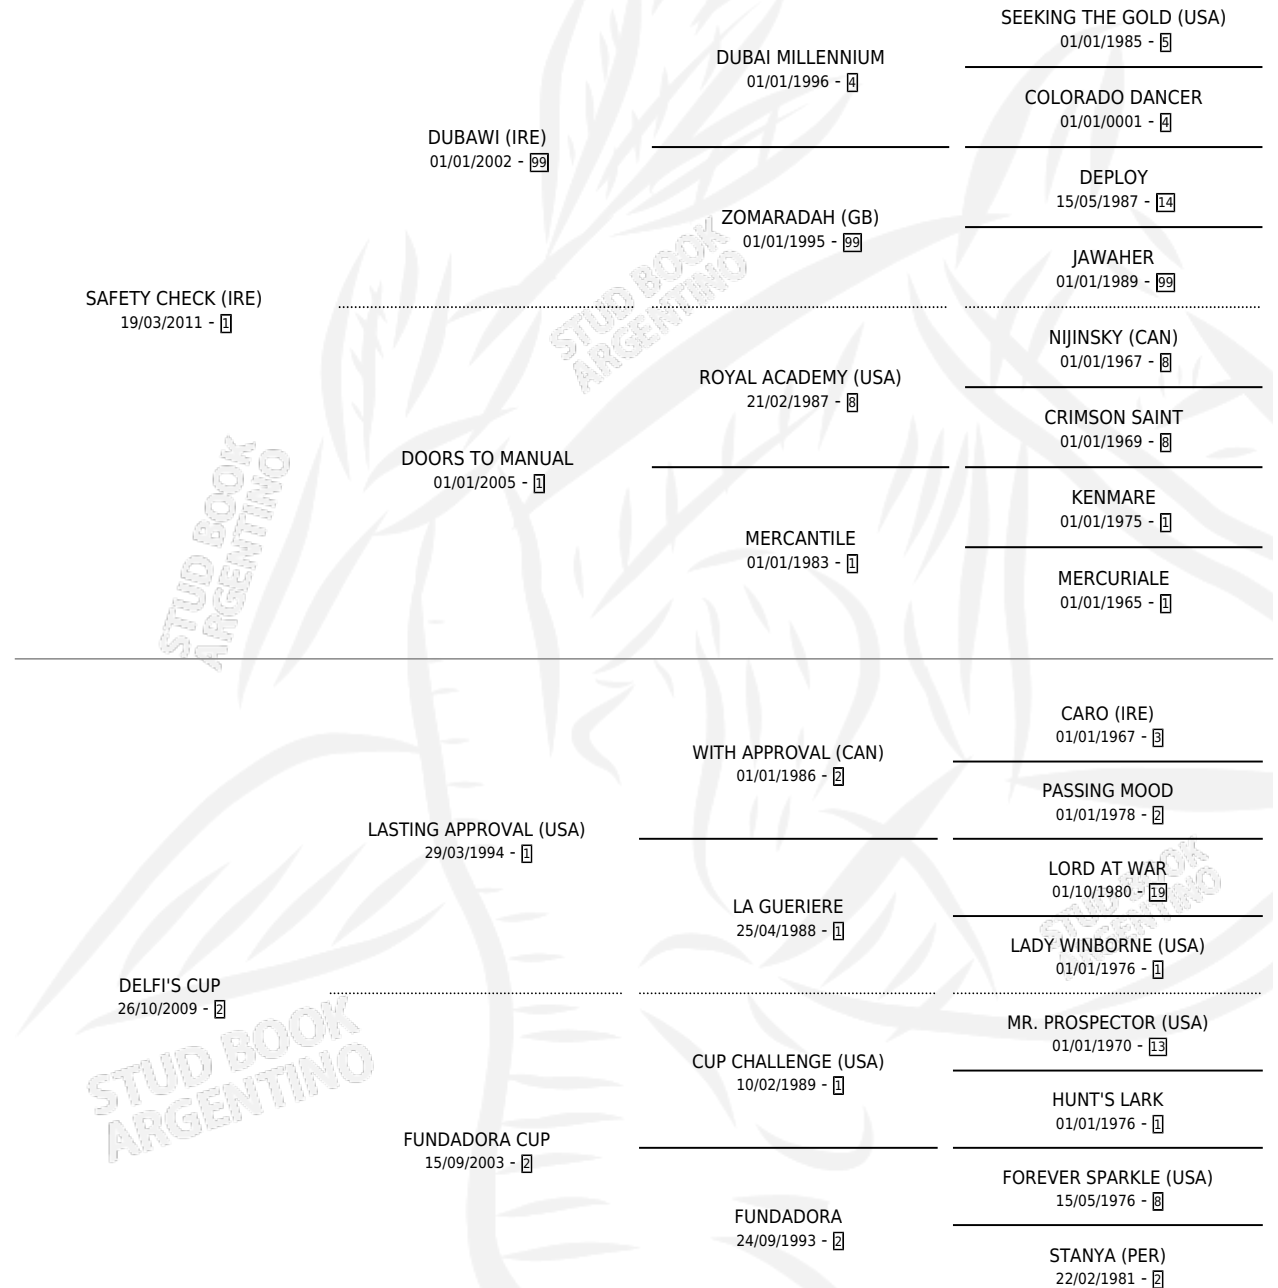 SEEKING THE GOLD (USA)
01/01/1985 - 5
DUBAI MILLENNIUM
01/01/1996 - 4
COLORADO DANCER
01/01/0001 - 4
DUBAWI (IRE)
01/01/2002 - 99
DEPLOY
15/05/1987 - 14
ZOMARADAH (GB)
01/01/1995 - 99
JAWAHER
01/01/1989 - 99
SAFETY CHECK (IRE)
19/03/2011 - 1
NIJINSKY (CAN)
01/01/1967 - 8
ROYAL ACADEMY (USA)
21/02/1987 - 8
CRIMSON SAINT
01/01/1969 - 8
DOORS TO MANUAL
01/01/2005 - 1
KENMARE
01/01/1975 - 1
MERCANTILE
01/01/1983 - 1
MERCURIALE
01/01/1965 - 1
CARO (IRE)
01/01/1967 - 3
WITH APPROVAL (CAN)
01/01/1986 - 2
PASSING MOOD
01/01/1978 - 2
LASTING APPROVAL (USA)
29/03/1994 - 1
LORD AT WAR
01/10/1980 - 19
LA GUERIERE
25/04/1988 - 1
LADY WINBORNE (USA)
01/01/1976 - 1
DELFI'S CUP
26/10/2009 - 2
MR. PROSPECTOR (USA)
01/01/1970 - 13
CUP CHALLENGE (USA)
10/02/1989 - 1
HUNT'S LARK
01/01/1976 - 1
FUNDADORA CUP
15/09/2003 - 2
FOREVER SPARKLE (USA)
15/05/1976 - 8
FUNDADORA
24/09/1993 - 2
STANYA (PER)
22/02/1981 - 2
STUD BOOK
ARGENTINO
STUD BOOK
ARGENTINO
STUD BOOK
ARGENTINO
STUD BOOK
ARGENTINO